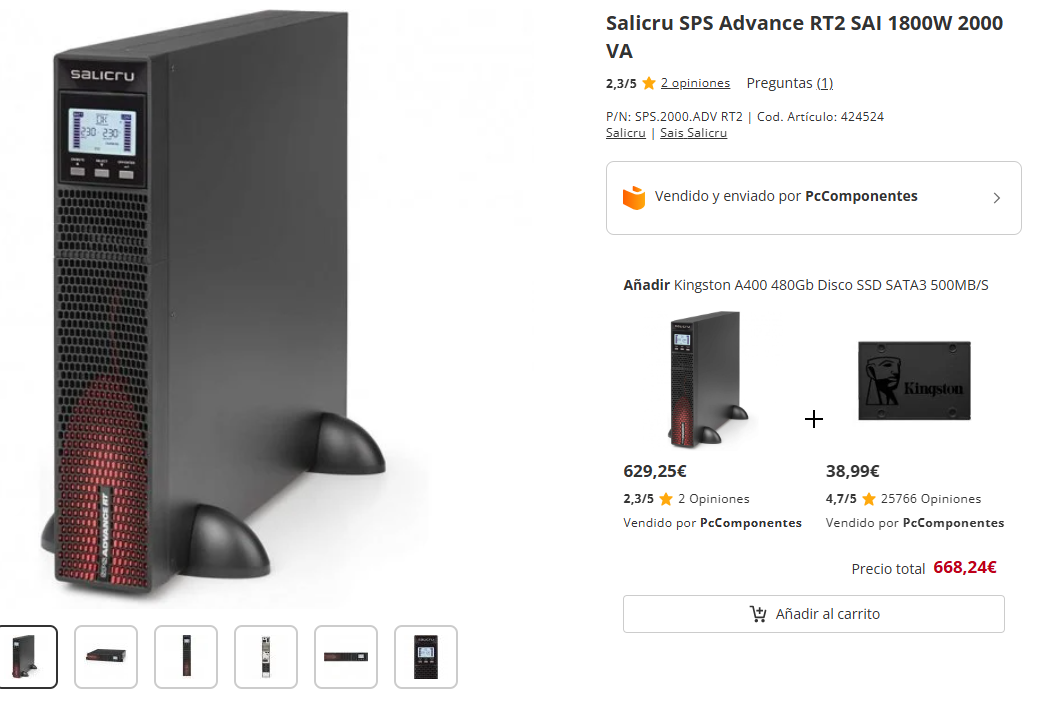 salicru
230 230
ADVANCE RT
Salicru SPS Advance RT2 SAI 1800W 2000
VA
2,3/5 2 opiniones Preguntas (1)
P/N: SPS.2000.ADV RT2 | Cod. Artículo: 424524
Salicru | Sais Salicru
Vendido y enviado por PcComponentes
Añadir Kingston A400 480Gb Disco SSD SATA3 500MB/S
Kingston
+
629,25€ 38,99€
2,3/5 2 Opiniones 4,7/5 25766 Opiniones
Vendido por PcComponentes Vendido por PcComponentes
Precio total 668,24€
Añadir al carrito